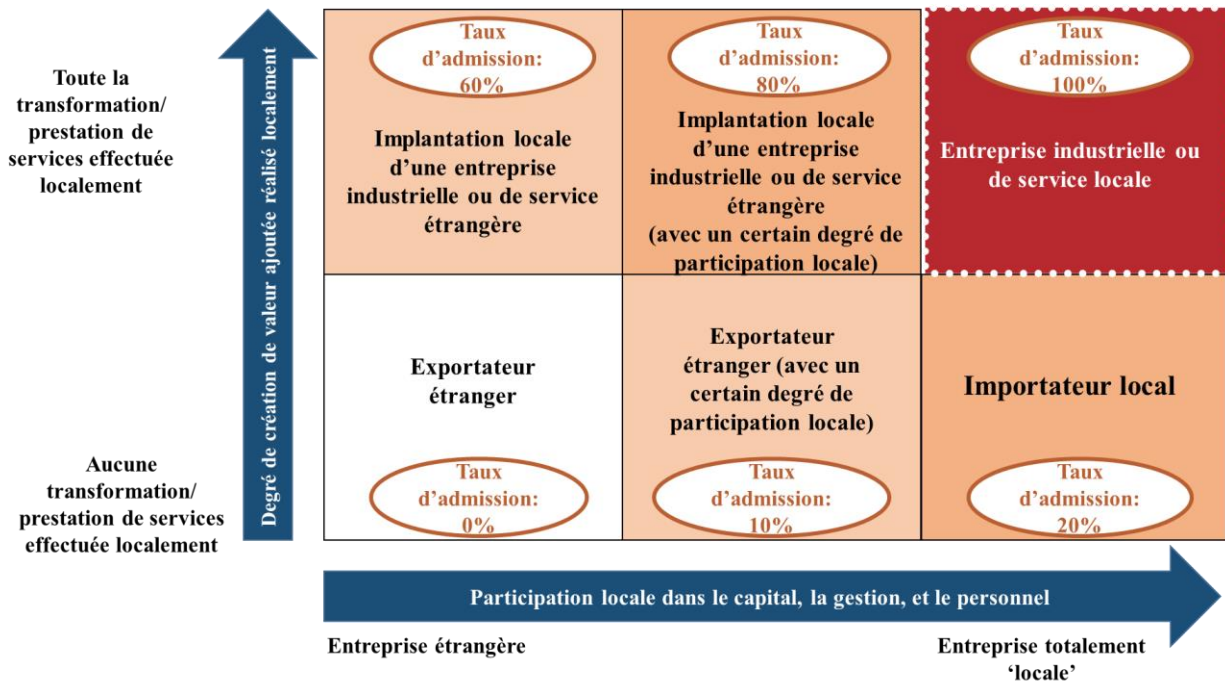 Toute la
transformation/
prestation de
services effectuée
localement
Aucune
transformation/
prestation de services
effectuée localement
Degré de création de valeur ajoutée réalisé localement
Taux
d’admission:
60%
Implantation locale
d’une entreprise
industrielle ou de service
étrangère
Taux
d’admission:
80%
Implantation locale
d’une entreprise
industrielle ou de service
étrangère
(avec un certain degré de
participation locale)
Taux
d’admission:
100%
Entreprise industrielle ou
de service locale
Exportateur
étranger
Taux
d’admission:
0%
Exportateur
étranger (avec un
certain degré de
participation locale)
Taux
d’admission:
10%
Importateur local
Taux
d’admission:
20%
Participation locale dans le capital, la gestion, et le personnel
Entreprise étrangère
Entreprise totalement
‘locale’